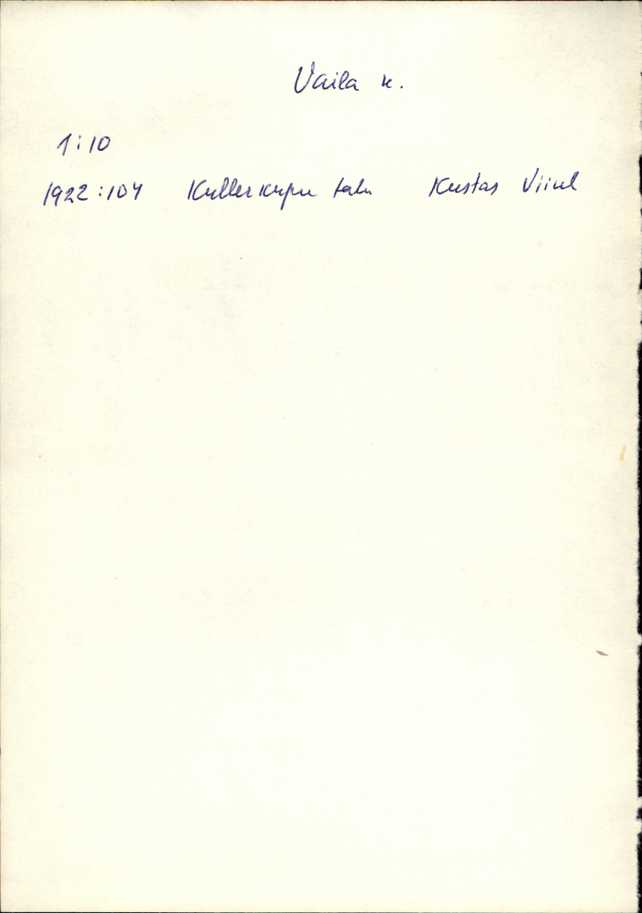 Vaila k.
1:10
1922:104 Kullerkupu talu Kustas Viiul